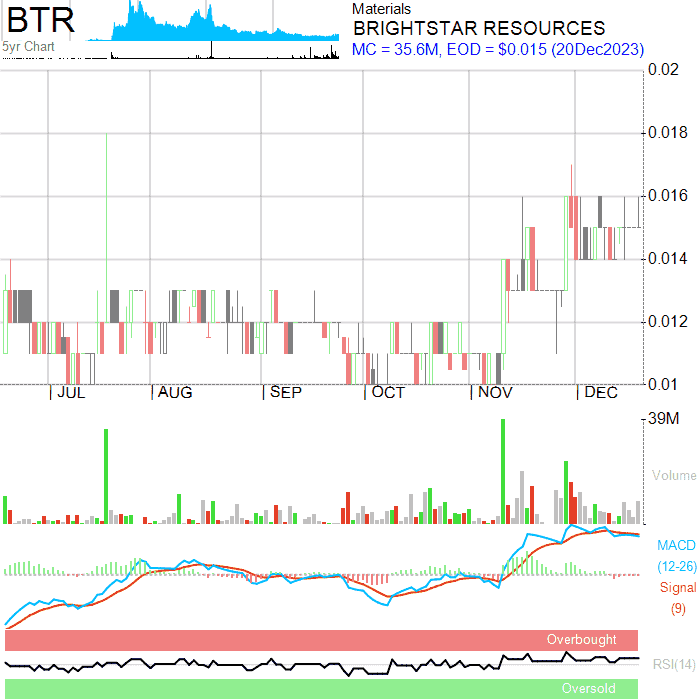 BTR
5yr Chart
Materials
BRIGHTSTAR RESOURCES
MC = 35.6M, EOD = $0.015 (20Dec2023)
0.02
0.018
0.016
0.014
0.012
0.01
JUL AUG SEP OCT NOV DEC
39M
Volume
MACD
(12-26)
Signal
(9)
Overbought
RSI(14)
Oversold